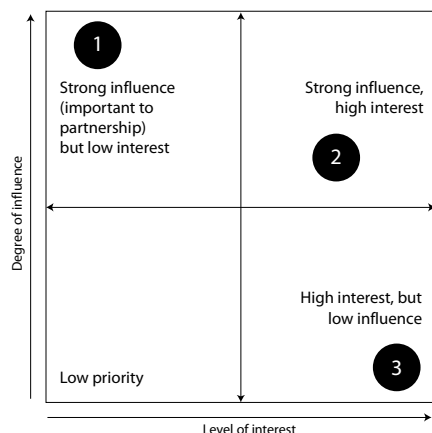 1
Strong influence
(important to
partnership)
but low interest
Strong influence,
high interest
2
Degree of influence
High interest, but
low influence
3
Low priority
Level of interest